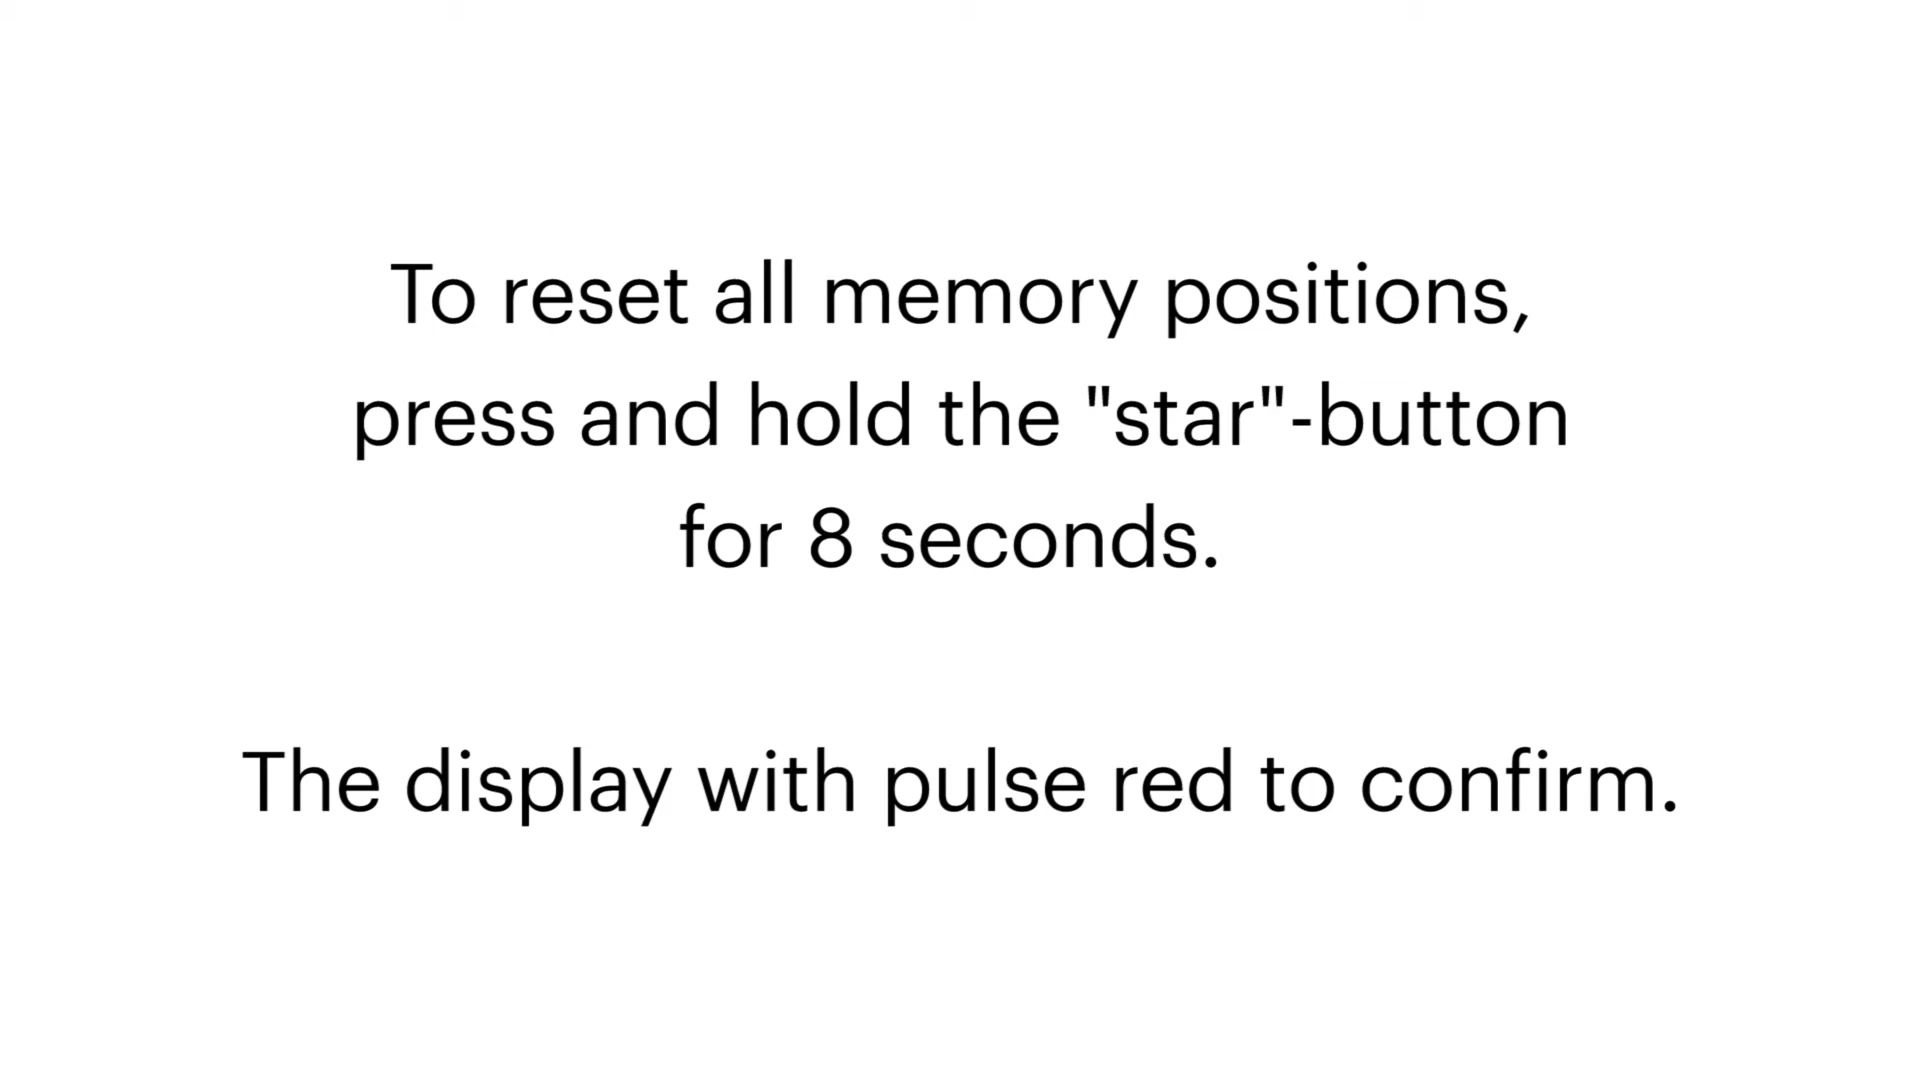 To reset all memory positions,
press and hold the "star"-button
for 8 seconds.
The display with pulse red to confirm.